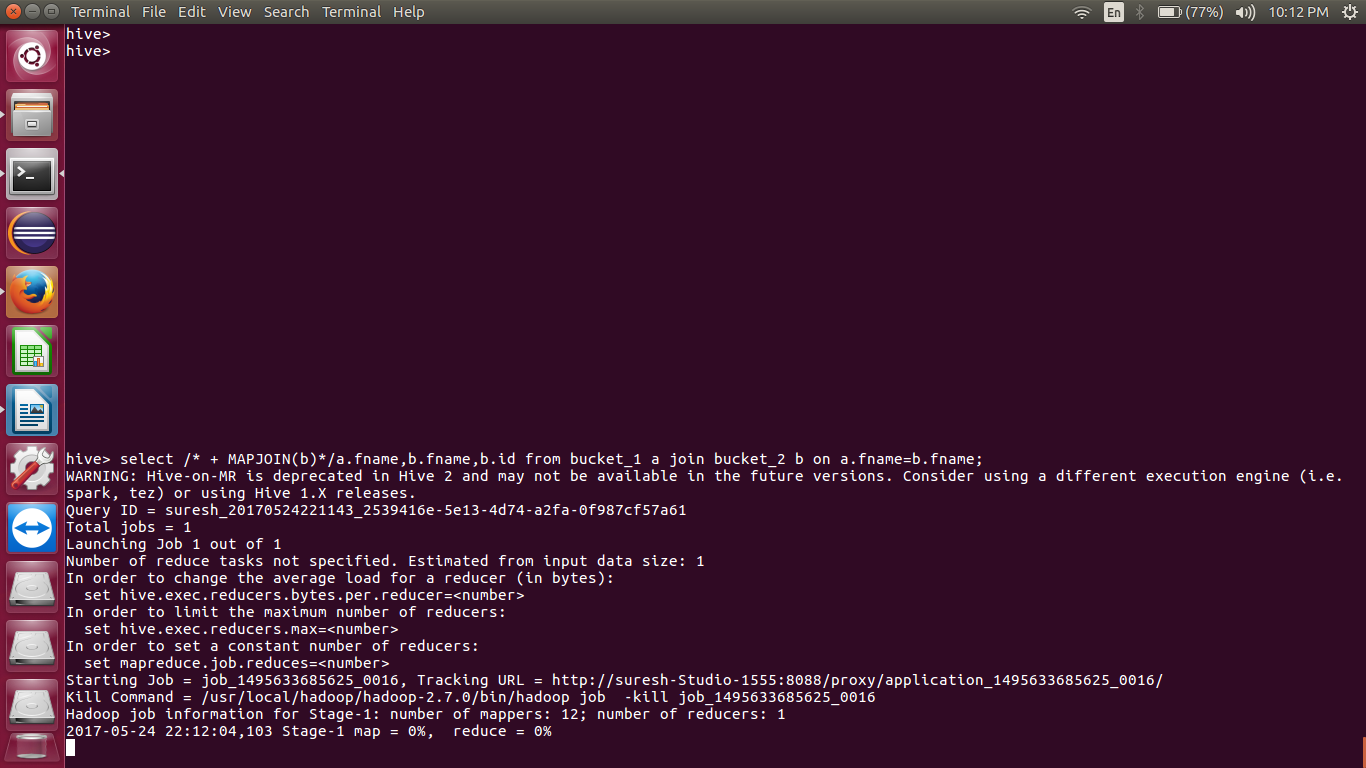 Terminal File Edit View Search Terminal Help En (77%) 10:12 PM
hive>
hive>
hive> select /* + MAPJOIN(b)*/a.fname,b.fname,b.id from bucket_1 a join bucket_2 b on a.fname=b.fname;
WARNING: Hive-on-MR is deprecated in Hive 2 and may not be available in the future versions. Consider using a different execution engine (i.e.
spark, tez) or using Hive 1.X releases.
Query ID = suresh_20170524221143_2539416e-5e13-4d74-a2fa-0f987cf57a61
Total jobs = 1
Launching Job 1 out of 1
Number of reduce tasks not specified. Estimated from input data size: 1
In order to change the average load for a reducer (in bytes):
  set hive.exec.reducers.bytes.per.reducer=<number>
In order to limit the maximum number of reducers:
  set hive.exec.reducers.max=<number>
In order to set a constant number of reducers:
  set mapreduce.job.reduces=<number>
Starting Job = job_1495633685625_0016, Tracking URL = http://suresh-Studio-1555:8088/proxy/application_1495633685625_0016/
Kill Command = /usr/local/hadoop/hadoop-2.7.0/bin/hadoop job  -kill job_1495633685625_0016
Hadoop job information for Stage-1: number of mappers: 12; number of reducers: 1
2017-05-24 22:12:04,103 Stage-1 map = 0%,  reduce = 0%